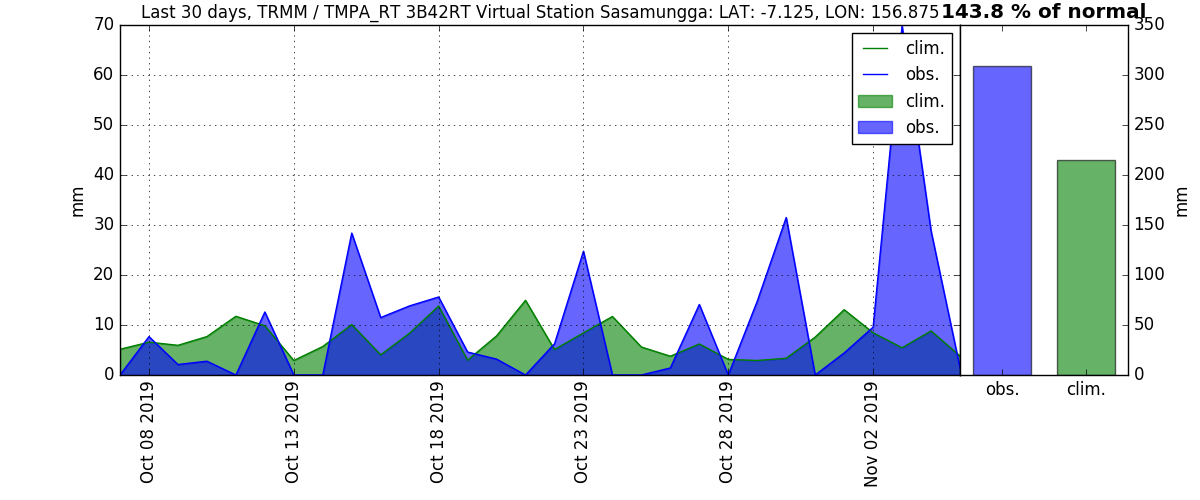 Last 30 days, TRMM / TMPA_RT 3B42RT Virtual Station Sasamungga: LAT: -7.125, LON: 156.875
143.8 % of normal
70
60
50
40
30
20
10
0
mm
clim.
obs.
clim.
obs.
350
300
250
200
150
100
50
0
mm
Oct 08 2019
Oct 13 2019
Oct 18 2019
Oct 23 2019
Oct 28 2019
Nov 02 2019
obs.
clim.